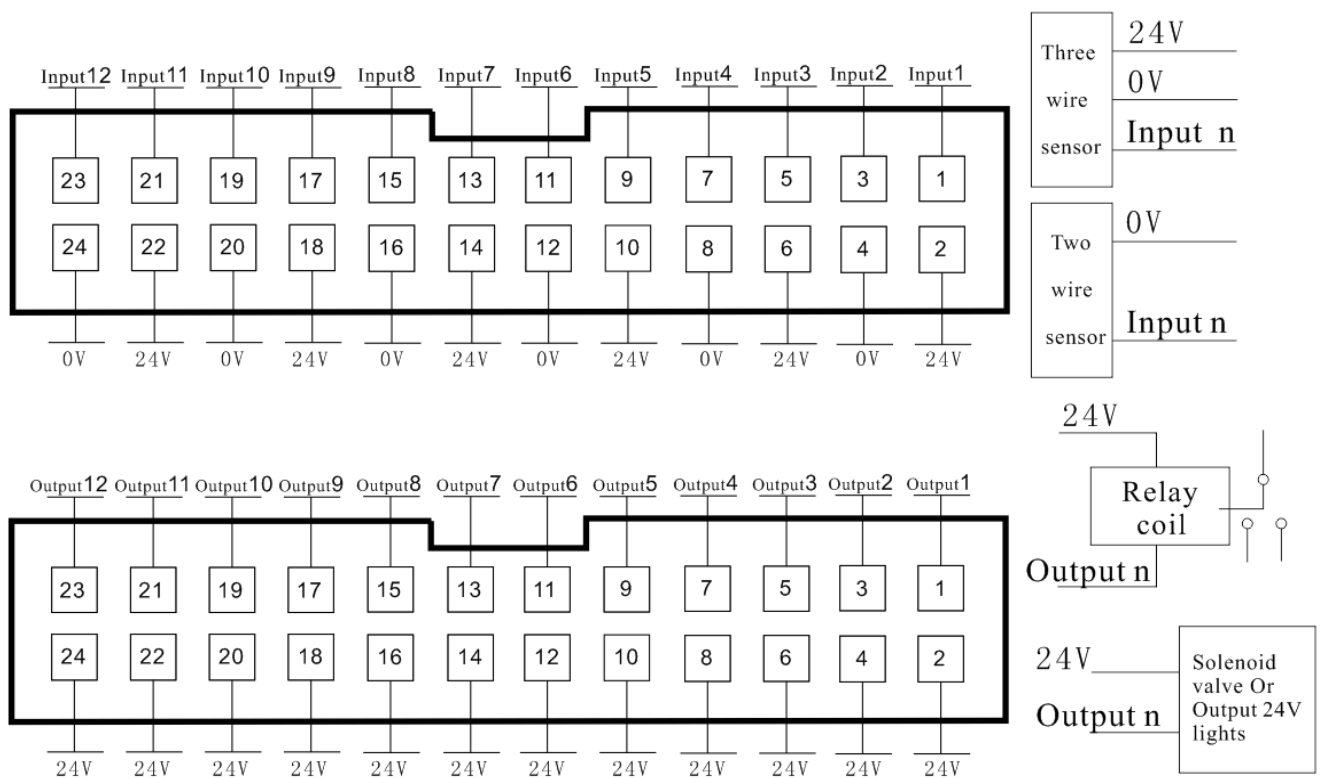 Input12 Input11 Input10 Input9 Input8 Input7 Input6 Input5 Input4 Input3 Input2 Input1
23 21 19 17 15 13 11 9 7 5 3 1
24 22 20 18 16 14 12 10 8 6 4 2
0V 24V 0V 24V 0V 24V 0V 24V 0V 24V 0V 24V
Three
wire
sensor
24V
0V
Input n
Two
wire
sensor
0V
Input n
Output12 Output11 Output10 Output9 Output8 Output7 Output6 Output5 Output4 Output3 Output2 Output1
23 21 19 17 15 13 11 9 7 5 3 1
24 22 20 18 16 14 12 10 8 6 4 2
24V 24V 24V 24V 24V 24V 24V 24V 24V 24V 24V 24V
24V
Relay
coil
Output n
24V
Output n
Solenoid
valve Or
Output 24V
lights